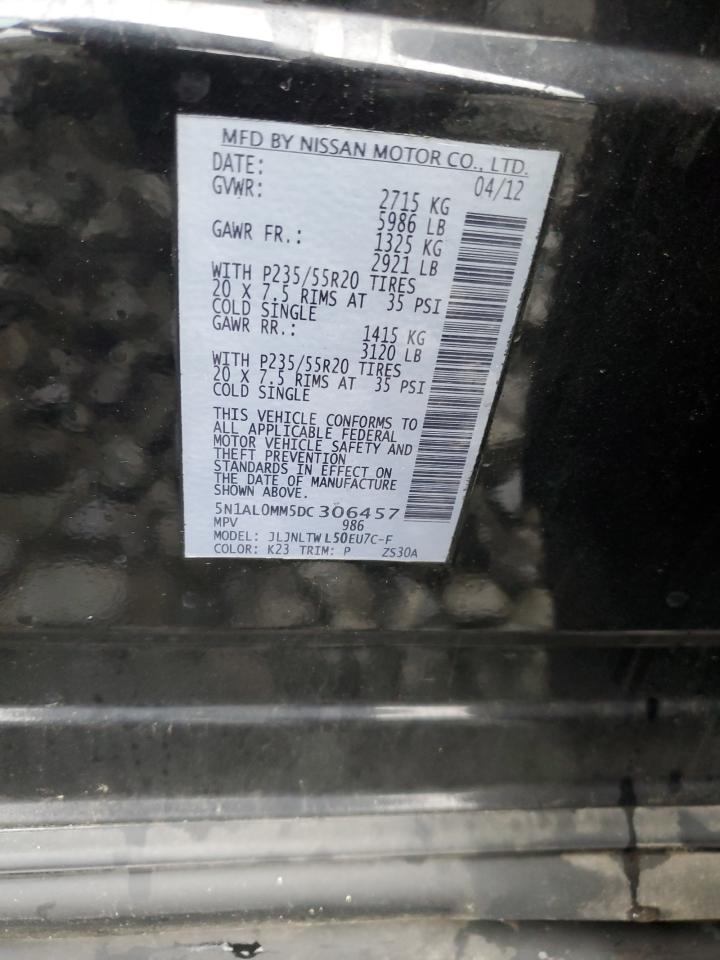 MFD BY NISSAN MOTOR CO., LTD.
DATE: 04/12
GVWR: 2715 KG
5986 LB
GAWR FR.: 1325 KG
2921 LB
WITH P235/55R20 TIRES
20 X 7.5 RIMS AT 35 PSI
COLD SINGLE
GAWR RR.: 1415 KG
3120 LB
WITH P235/55R20 TIRES
20 X 7.5 RIMS AT 35 PSI
COLD SINGLE
THIS VEHICLE CONFORMS TO
ALL APPLICABLE FEDERAL
MOTOR VEHICLE SAFETY AND
THEFT PREVENTION
STANDARDS IN EFFECT ON
THE DATE OF MANUFACTURE
SHOWN ABOVE.
5N1AL0MM5DC306457
MPV 986
MODEL: JLJNLTWL50EU7C-F
COLOR: K23 TRIM: P ZS30A